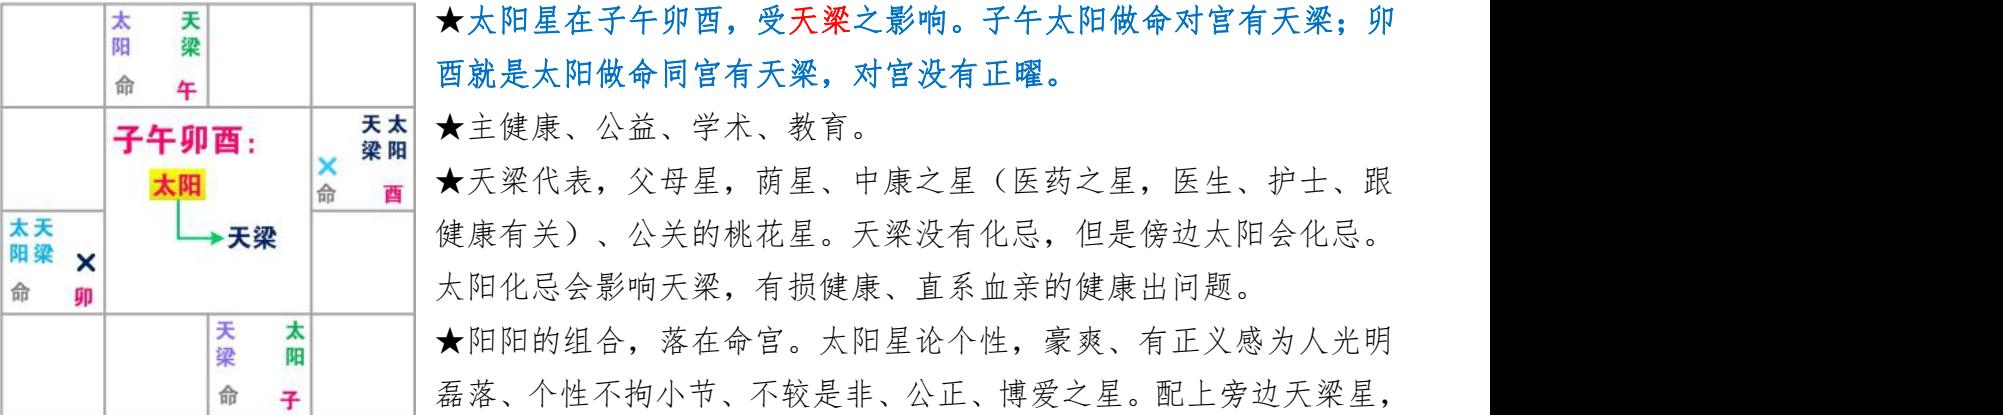 太 天
阳 梁
命 午
子午卯酉：
太阳
天梁
天 太
梁 阳
×
命 酉
太 天
阳 梁
×
命 卯
天 太
梁 阳
命 子
★太阳星在子午卯酉，受天梁之影响。子午太阳做命对宫有天梁；卯
酉就是太阳做命同宫有天梁，对宫没有正曜。
★主健康、公益、学术、教育。
★天梁代表，父母星，荫星、中康之星（医药之星，医生、护士、跟
健康有关）、公关的桃花星。天梁没有化忌，但是傍边太阳会化忌。
太阳化忌会影响天梁，有损健康、直系血亲的健康出问题。
★阳阳的组合，落在命宫。太阳星论个性，豪爽、有正义感为人光明
磊落、个性不拘小节、不较是非、公正、博爱之星。配上旁边天梁星，